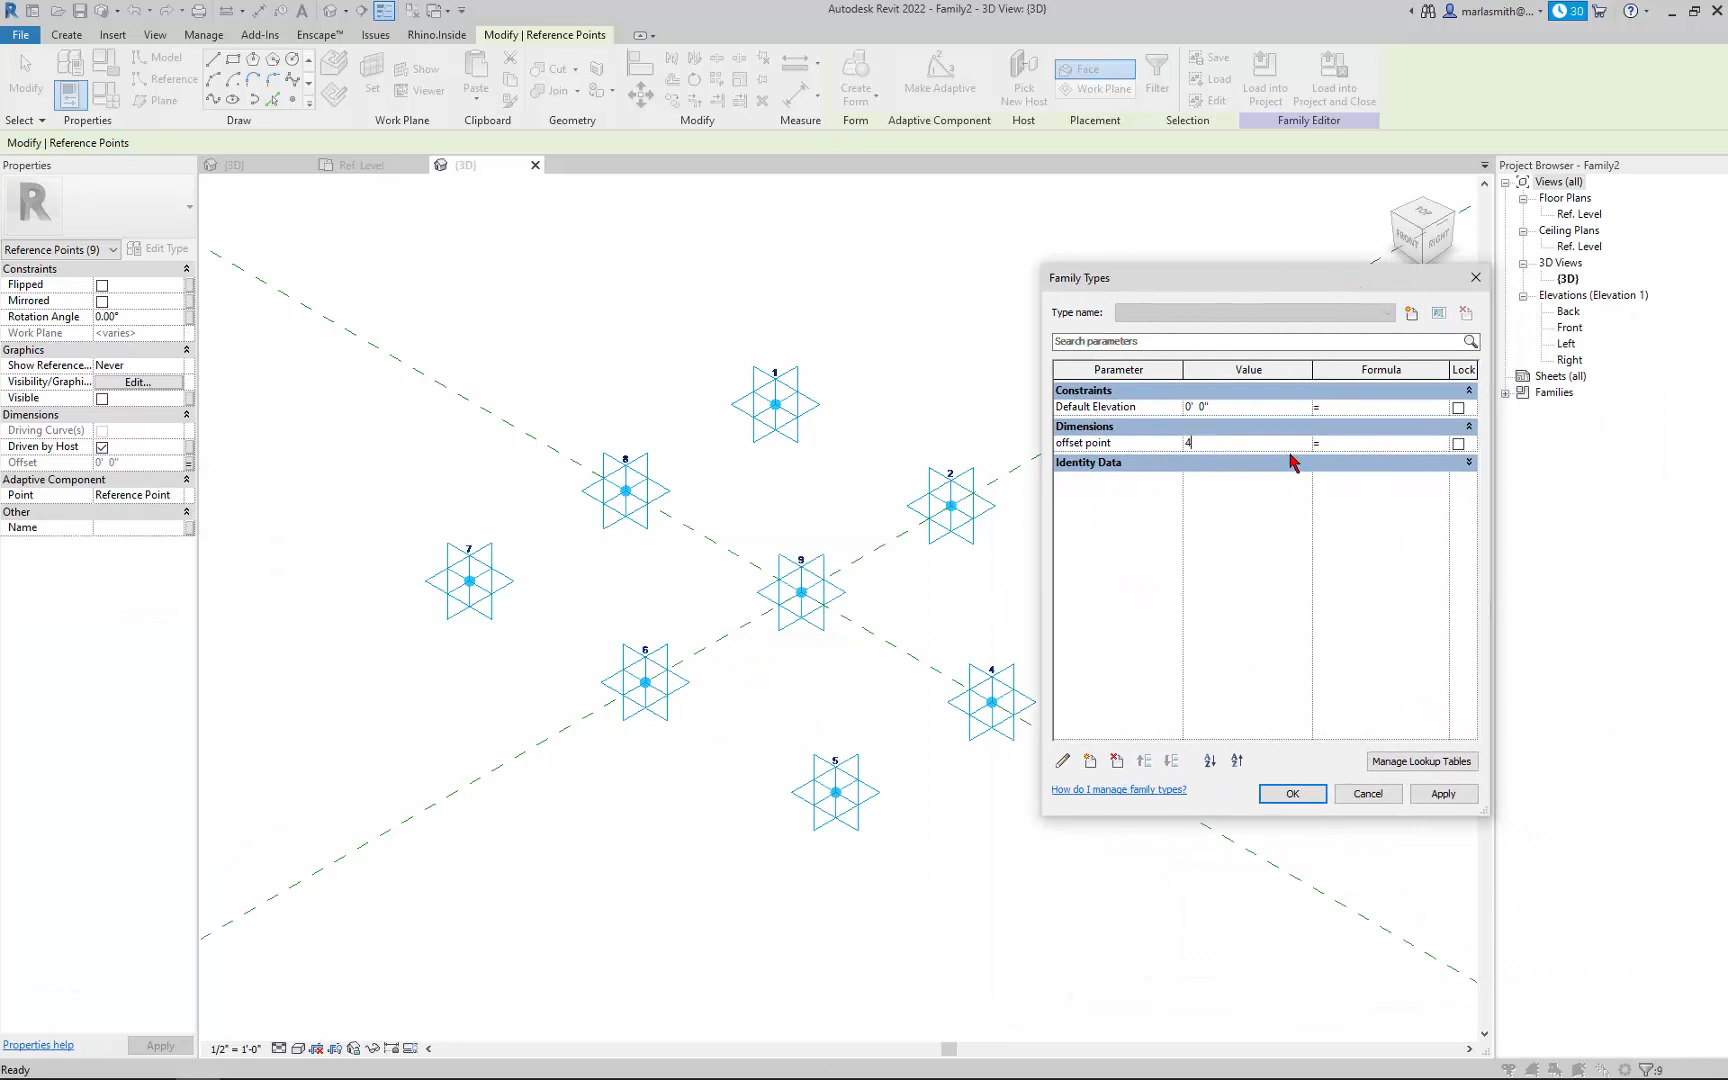 Autodesk Revit 2022 - Family2 - 3D View: {3D}
marlasmith@...
30
File Create Insert View Manage Add-Ins Enscape™ Issues Rhino.Inside Modify | Reference Points
Modify
Select
Properties
Model
Reference
Plane
Draw
Set
Show
Viewer
Work Plane
Paste
Clipboard
Cut
Join
Geometry
Modify
Measure
Create
Form
Form
Make Adaptive
Adaptive Component
Pick
New Host
Host
Face
Work Plane
Placement
Filter
Save
Load
Edit
Selection
Load into
Project
Load into
Project and Close
Family Editor
Modify | Reference Points
Properties
{3D}
Ref. Level
{3D}
R
Reference Points (9)
Edit Type
Constraints
Flipped
Mirrored
Rotation Angle 0.00°
Work Plane <varies>
Graphics
Show Reference... Never
Visibility/Graphi... Edit...
Visible
Dimensions
Driving Curve(s)
Driven by Host
Offset 0' 0" =
Adaptive Component
Point Reference Point
Other
Name
Properties help
Apply
1
8
2
7
9
6
4
5
TOP
FRONT
RIGHT
Family Types
Type name:
Search parameters
Parameter Value Formula Lock
Constraints
Default Elevation 0' 0" =
Dimensions
offset point 4 =
Identity Data
Manage Lookup Tables
How do I manage family types?
OK
Cancel
Apply
Project Browser - Family2
Views (all)
Floor Plans
Ref. Level
Ceiling Plans
Ref. Level
3D Views
{3D}
Elevations (Elevation 1)
Back
Front
Left
Right
Sheets (all)
Families
1/2" = 1'-0"
Ready
:9